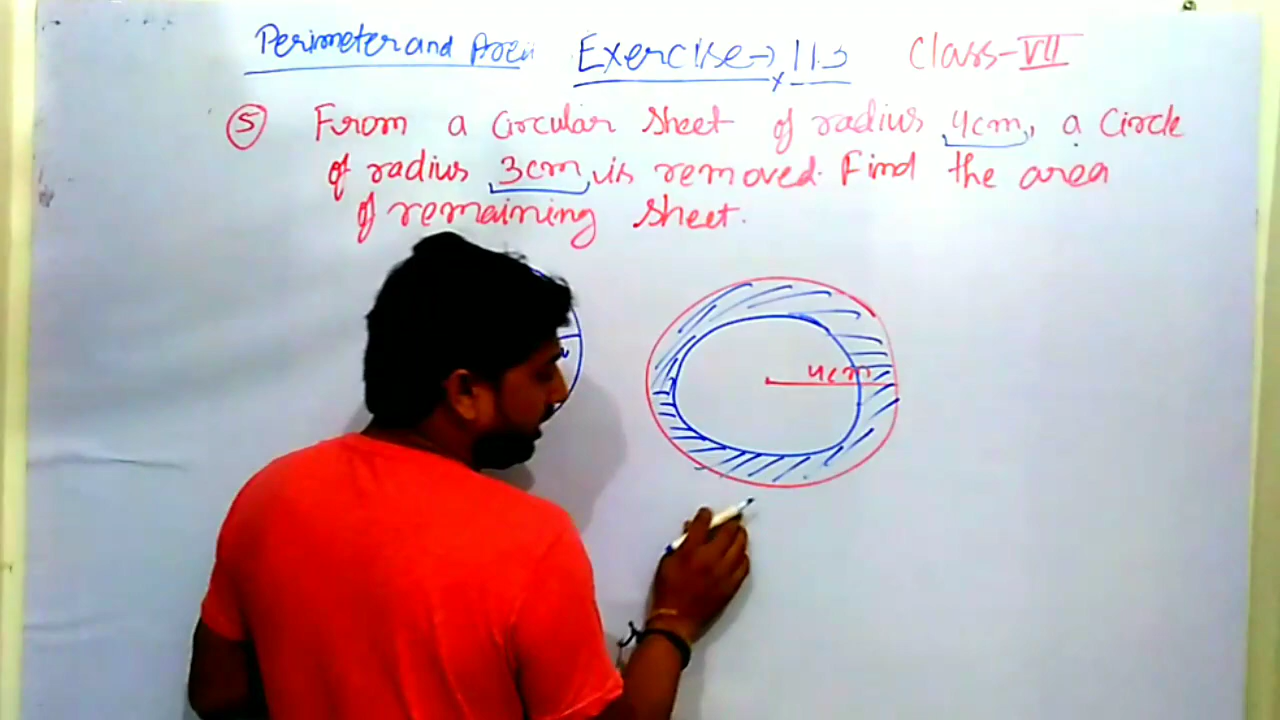 Perimeter and Area Exercise → 11.3 Class-VII
⑤ From a circular sheet of radius 4cm, a circle
of radius 3cm, is removed. Find the area
of remaining sheet.
4cm